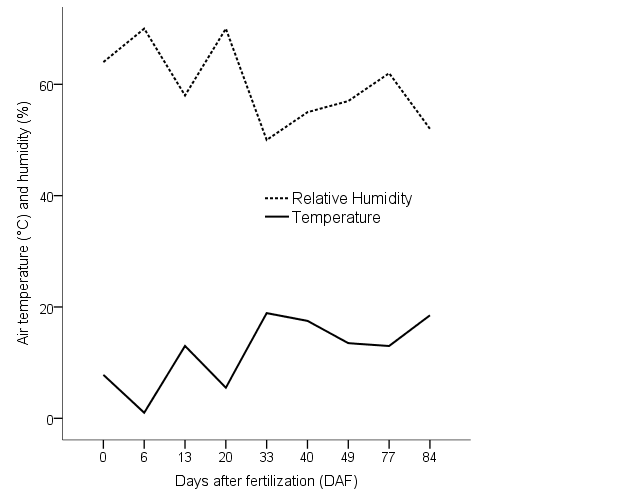 Air temperature (°C) and humidity (%)
60
40
20
0
Relative Humidity
Temperature
0 6 13 20 33 40 49 77 84
Days after fertilization (DAF)